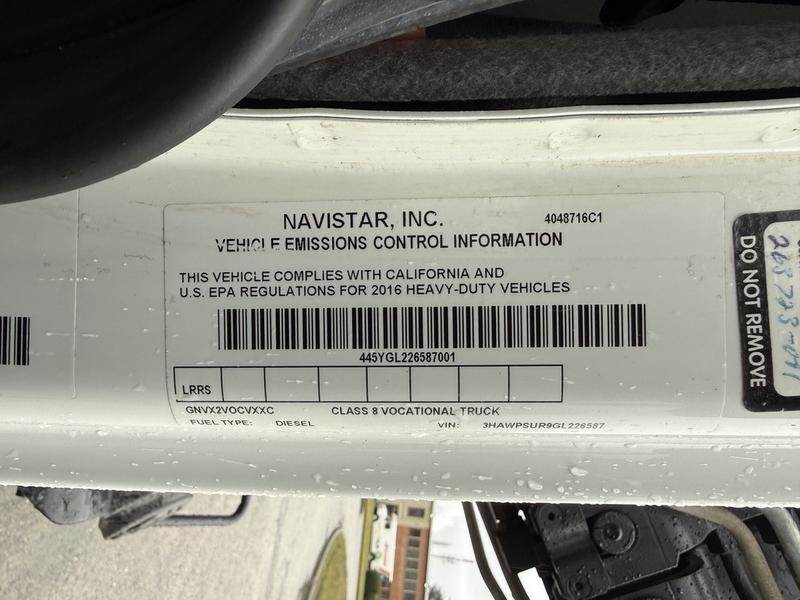 NAVISTAR, INC.
4048716C1
VEHICLE EMISSIONS CONTROL INFORMATION
THIS VEHICLE COMPLIES WITH CALIFORNIA AND
U.S. EPA REGULATIONS FOR 2016 HEAVY-DUTY VEHICLES
445YGL226587001
LRRS
GNVX2VOCVXXC CLASS 8 VOCATIONAL TRUCK
FUEL TYPE: DIESEL VIN: 3HAWPSUR9GL226587
DO NOT REMOVE